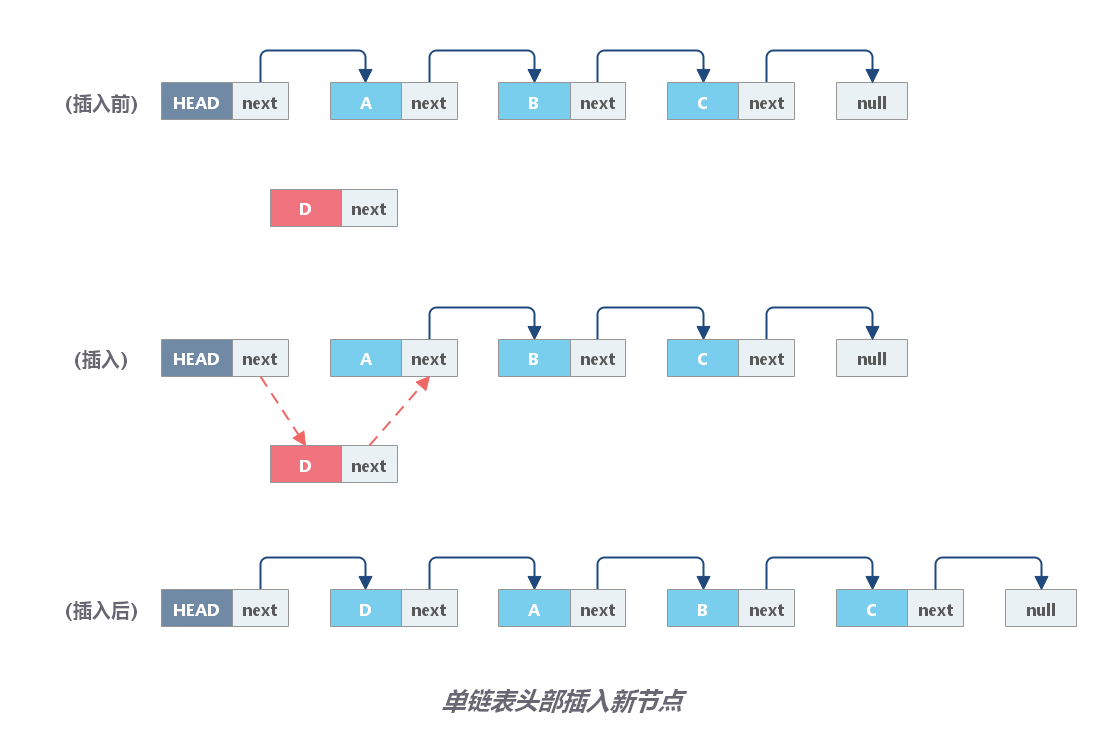 (插入前) HEAD next A next B next C next null
D next
(插入) HEAD next A next B next C next null
D next
(插入后) HEAD next D next A next B next C next null
单链表头部插入新节点